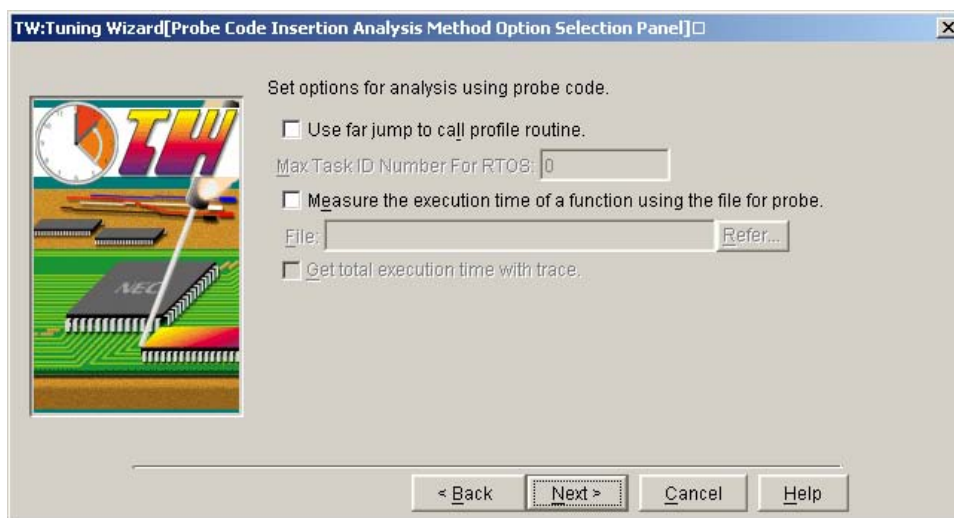 TW:Tuning Wizard[Probe Code Insertion Analysis Method Option Selection Panel]□
TW
NEC
Set options for analysis using probe code.
Use far jump to call profile routine.
Max Task ID Number For RTOS: 0
Measure the execution time of a function using the file for probe.
File: Refer...
Get total execution time with trace.
< Back Next > Cancel Help